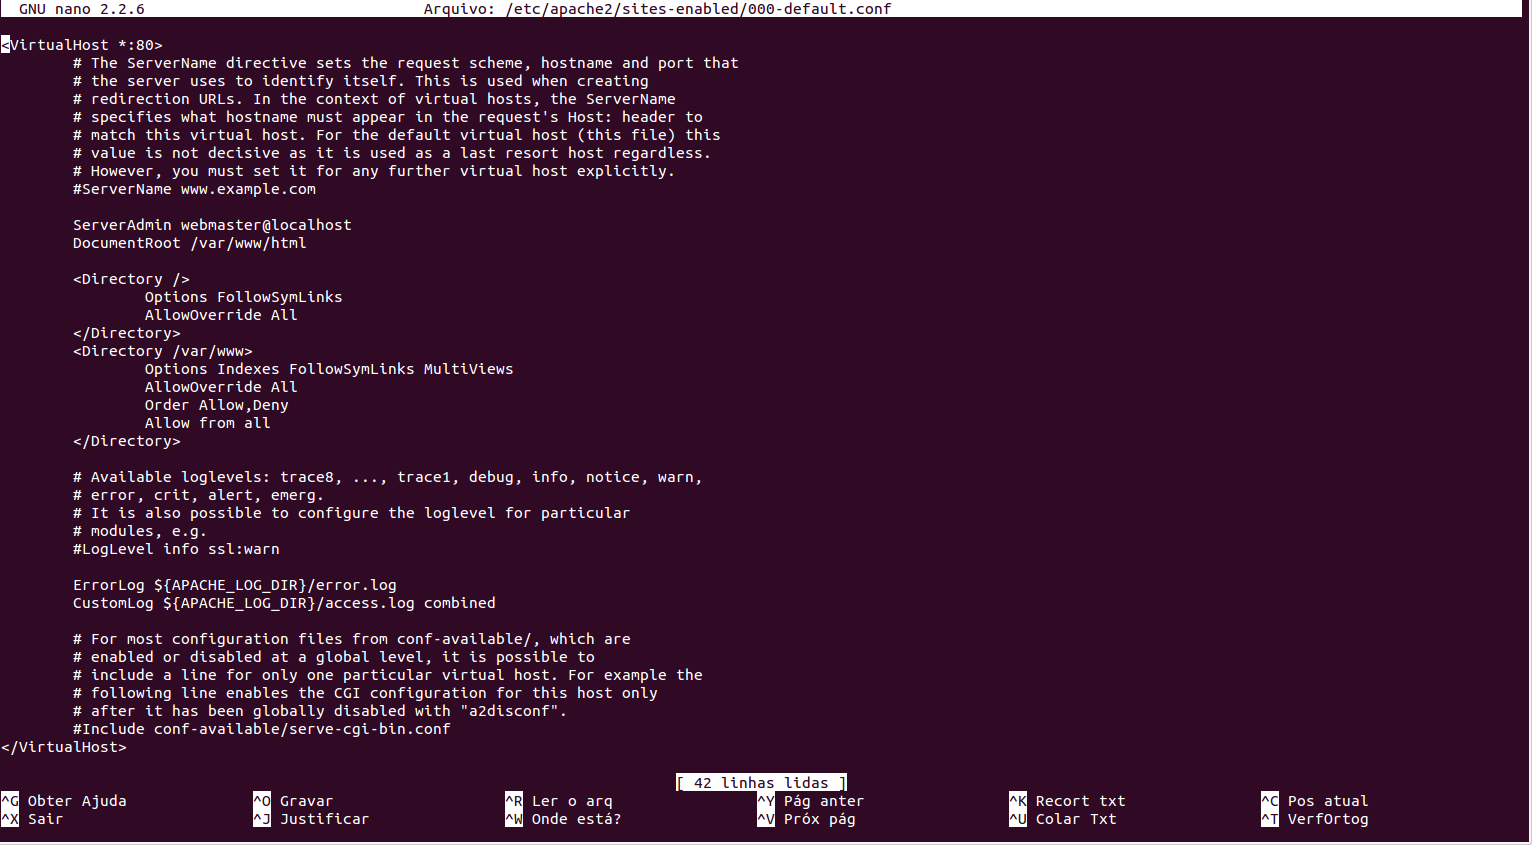 GNU nano 2.2.6 Arquivo: /etc/apache2/sites-enabled/000-default.conf
<VirtualHost *:80>
# The ServerName directive sets the request scheme, hostname and port that
# the server uses to identify itself. This is used when creating
# redirection URLs. In the context of virtual hosts, the ServerName
# specifies what hostname must appear in the request's Host: header to
# match this virtual host. For the default virtual host (this file) this
# value is not decisive as it is used as a last resort host regardless.
# However, you must set it for any further virtual host explicitly.
#ServerName www.example.com
ServerAdmin webmaster@localhost
DocumentRoot /var/www/html
<Directory />
Options FollowSymLinks
AllowOverride All
</Directory>
<Directory /var/www>
Options Indexes FollowSymLinks MultiViews
AllowOverride All
Order Allow,Deny
Allow from all
</Directory>
# Available loglevels: trace8, ..., trace1, debug, info, notice, warn,
# error, crit, alert, emerg.
# It is also possible to configure the loglevel for particular
# modules, e.g.
#LogLevel info ssl:warn
ErrorLog ${APACHE_LOG_DIR}/error.log
CustomLog ${APACHE_LOG_DIR}/access.log combined
# For most configuration files from conf-available/, which are
# enabled or disabled at a global level, it is possible to
# include a line for only one particular virtual host. For example the
# following line enables the CGI configuration for this host only
# after it has been globally disabled with "a2disconf".
#Include conf-available/serve-cgi-bin.conf
</VirtualHost>
[ 42 linhas lidas ]
^G Obter Ajuda ^O Gravar ^R Ler o arq ^Y Pág anter ^K Recort txt ^C Pos atual
^X Sair ^J Justificar ^W Onde está? ^V Próx pág ^U Colar Txt ^T VerfOrtog